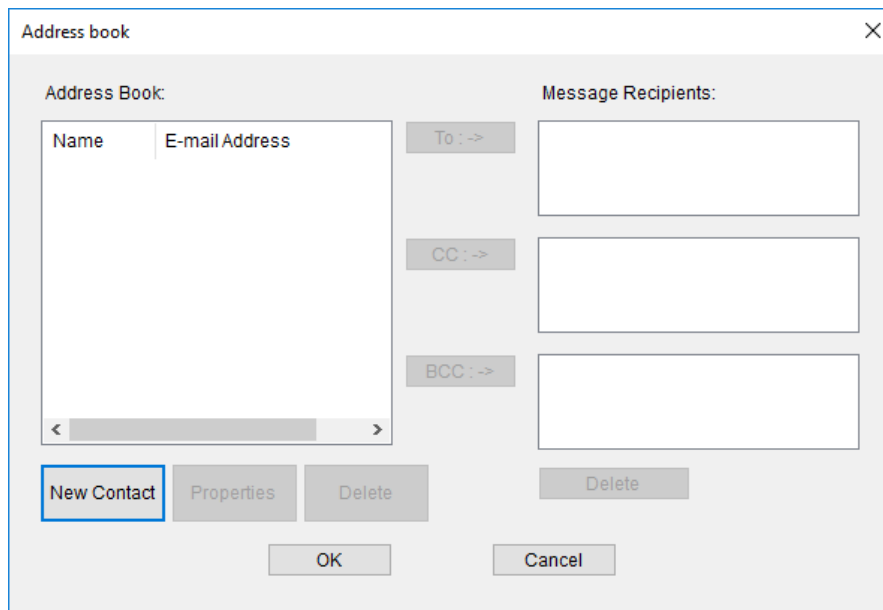 Address book
Address Book:
Message Recipients:
Name E-mail Address
To : ->
CC : ->
BCC : ->
New Contact Properties Delete
Delete
OK Cancel